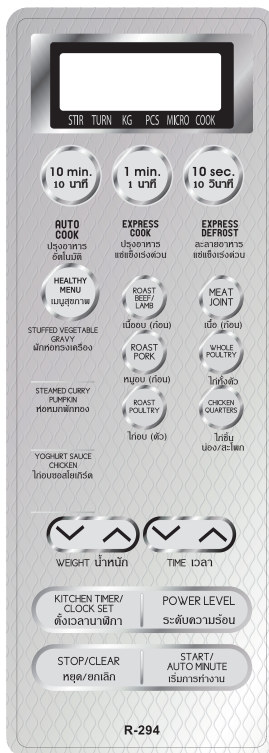 STIR TURN KG PCS MICRO COOK
10 min. 1 min. 10 sec.
10 นาที 1 นาที 10 วินาที
AUTO COOK
ปรุงอาหาร
อัตโนมัติ
EXPRESS COOK
ปรุงอาหาร
แช่แข็งเร่งด่วน
EXPRESS DEFROST
ละลายอาหาร
แช่แข็งเร่งด่วน
HEALTHY
MENU
เมนูสุขภาพ
STUFFED VEGETABLE
GRAVY
ผักห่อทรงเครื่อง
STEAMED CURRY
PUMPKIN
ห่อหมกฟักทอง
YOGHURT SAUCE
CHICKEN
ไก่อบซอสโยเกิร์ต
ROAST
BEEF/
LAMB
เนื้ออบ (ก้อน)
ROAST
PORK
หมูอบ (ก้อน)
ROAST
POULTRY
ไก่อบ (ตัว)
MEAT
JOINT
เนื้อ (ก้อน)
WHOLE
POULTRY
ไก่ทั้งตัว
CHICKEN
QUARTERS
ไก่ชิ้น
น่อง/สะโพก
WEIGHT น้ำหนัก TIME เวลา
KITCHEN TIMER/
CLOCK SET
ตั้งเวลานาฬิกา
POWER LEVEL
ระดับความร้อน
STOP/CLEAR
หยุด/ยกเลิก
START/
AUTO MINUTE
เริ่มการทำงาน
R-294